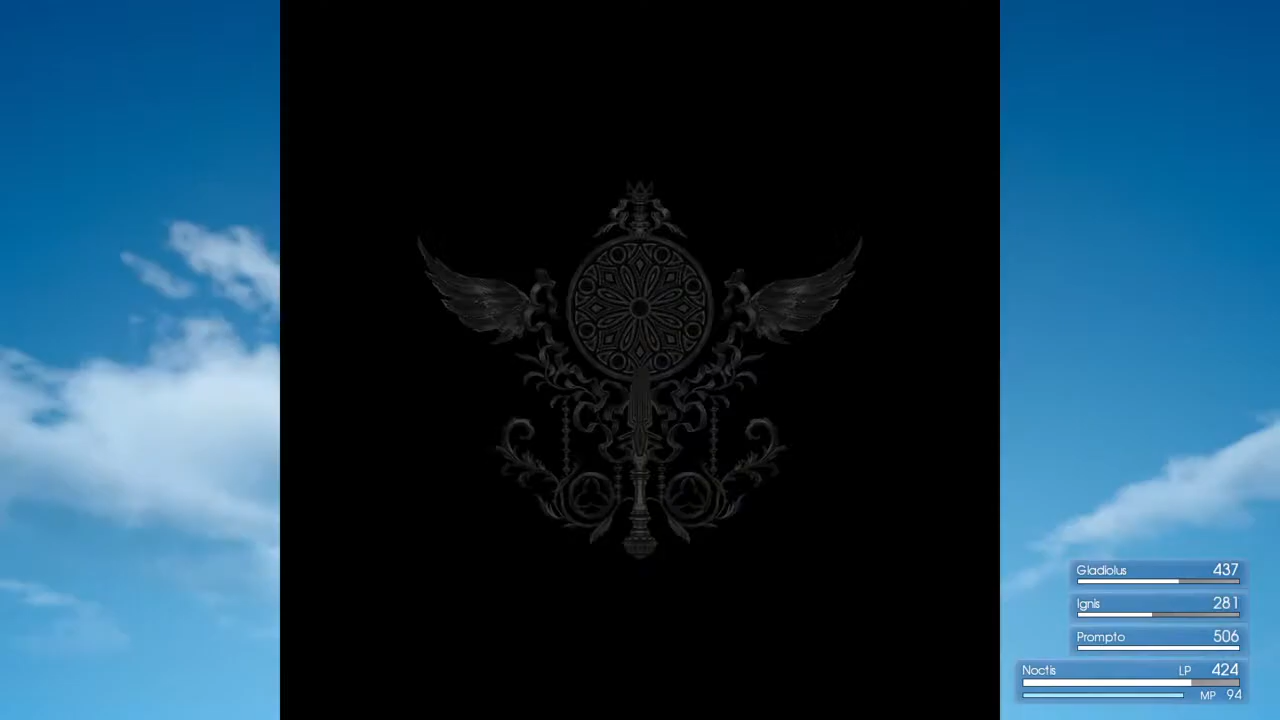 Gladiolus 437
Ignis 281
Prompto 506
Noctis LP 424
MP 94